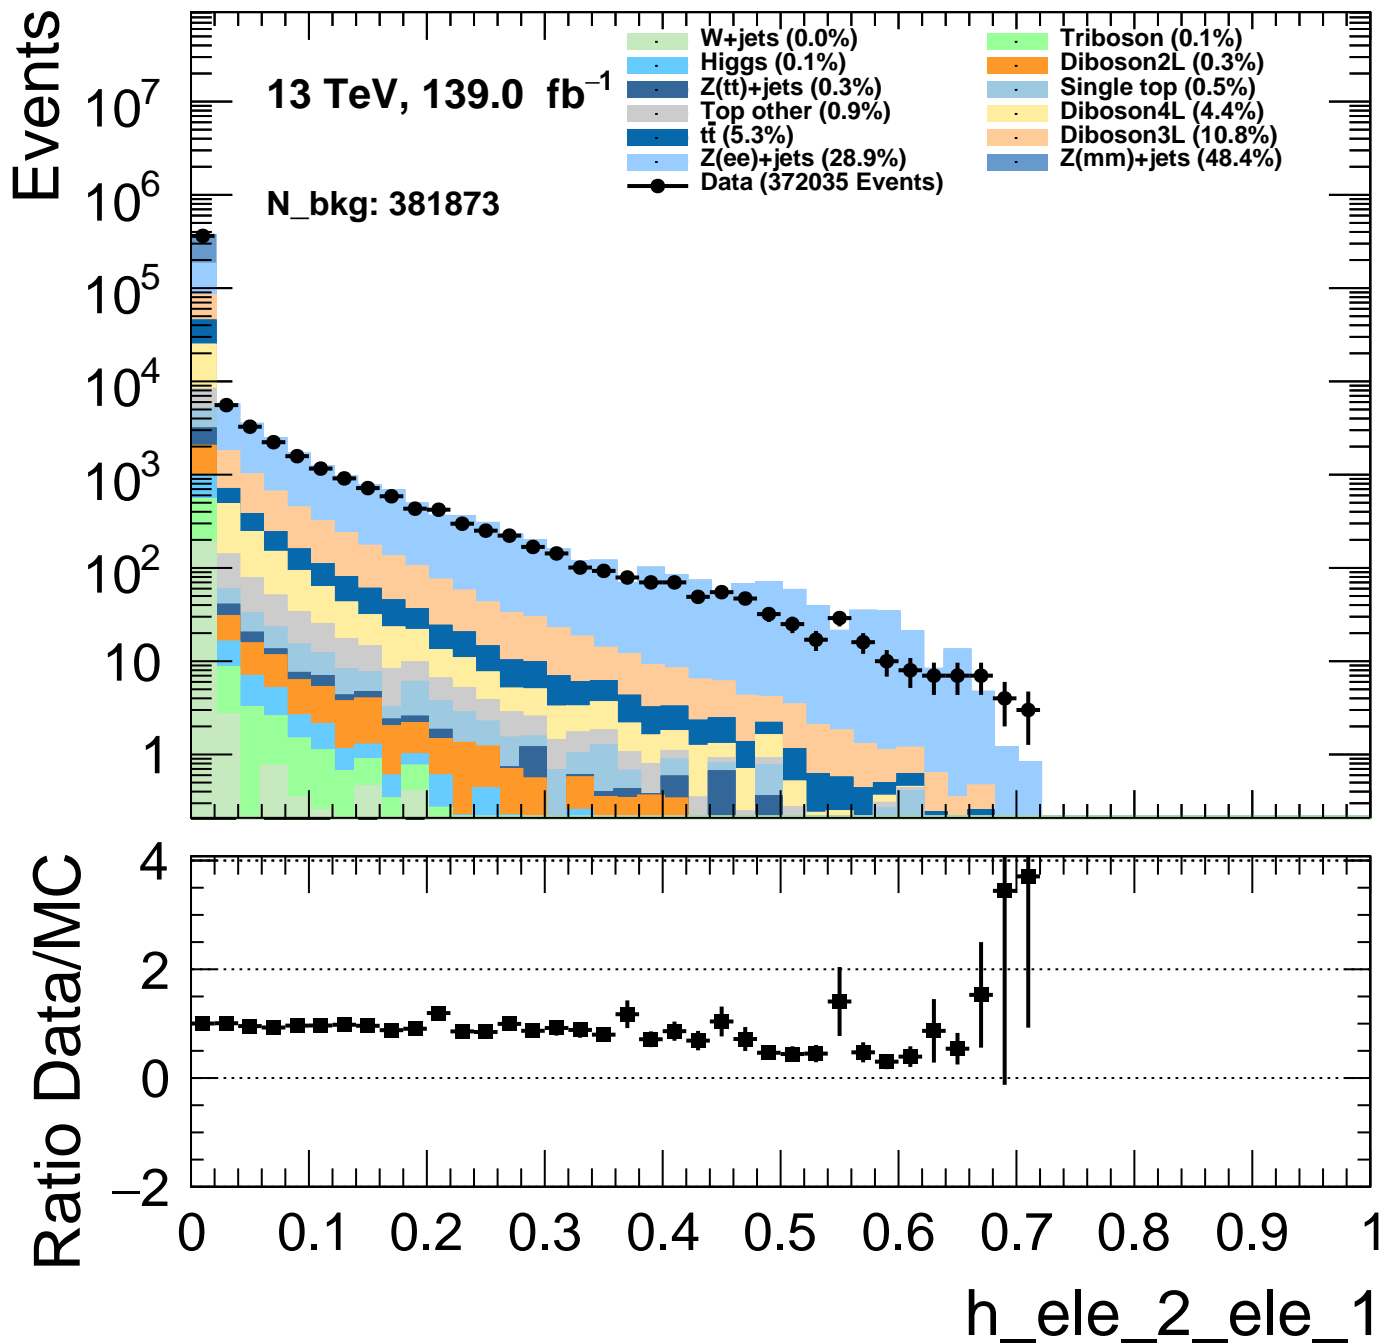 Events
10⁷
10⁶
10⁵
10⁴
10³
10²
10
1
13 TeV, 139.0 fb⁻¹
N_bkg: 381873
W+jets (0.0%)
Higgs (0.1%)
Z(tt)+jets (0.3%)
Top other (0.9%)
tt̄ (5.3%)
Z(ee)+jets (28.9%)
Data (372035 Events)
Triboson (0.1%)
Diboson2L (0.3%)
Single top (0.5%)
Diboson4L (4.4%)
Diboson3L (10.8%)
Z(mm)+jets (48.4%)
Ratio Data/MC
4
2
0
−2
0 0.1 0.2 0.3 0.4 0.5 0.6 0.7 0.8 0.9 1
h_ele_2_ele_1